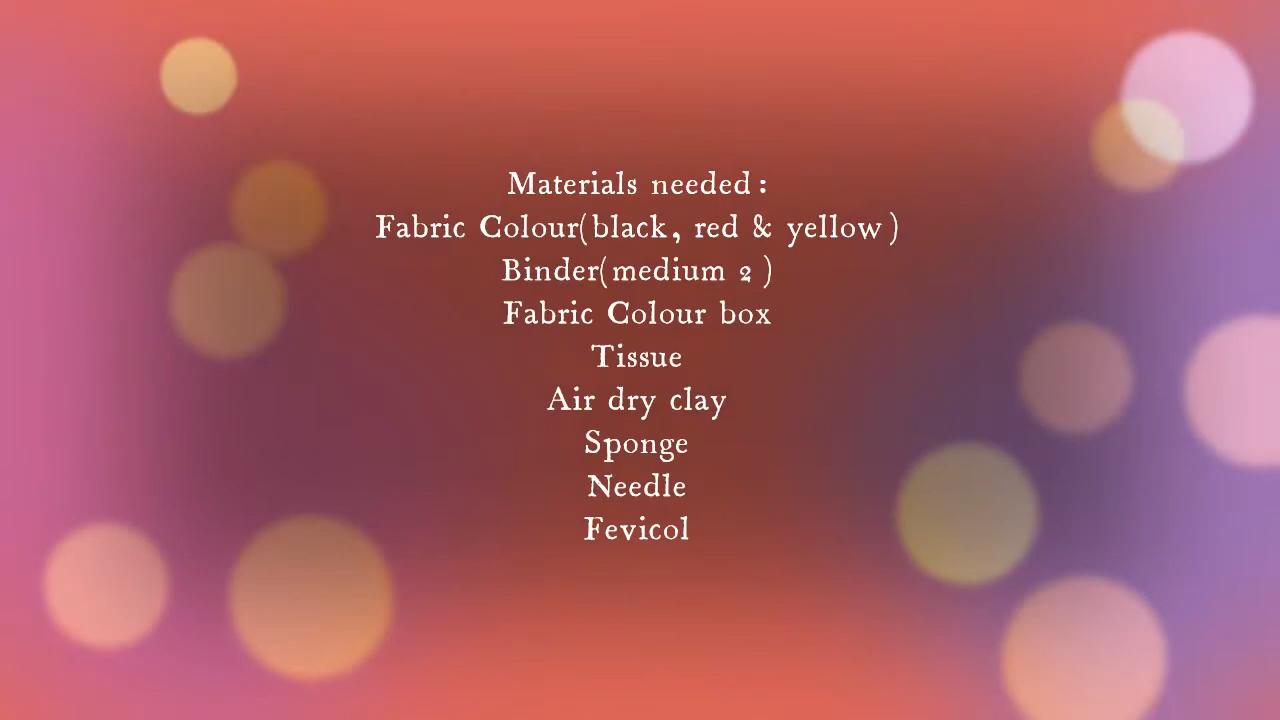 Materials needed:
Fabric Colour(black, red & yellow)
Binder(medium 2 )
Fabric Colour box
Tissue
Air dry clay
Sponge
Needle
Fevicol